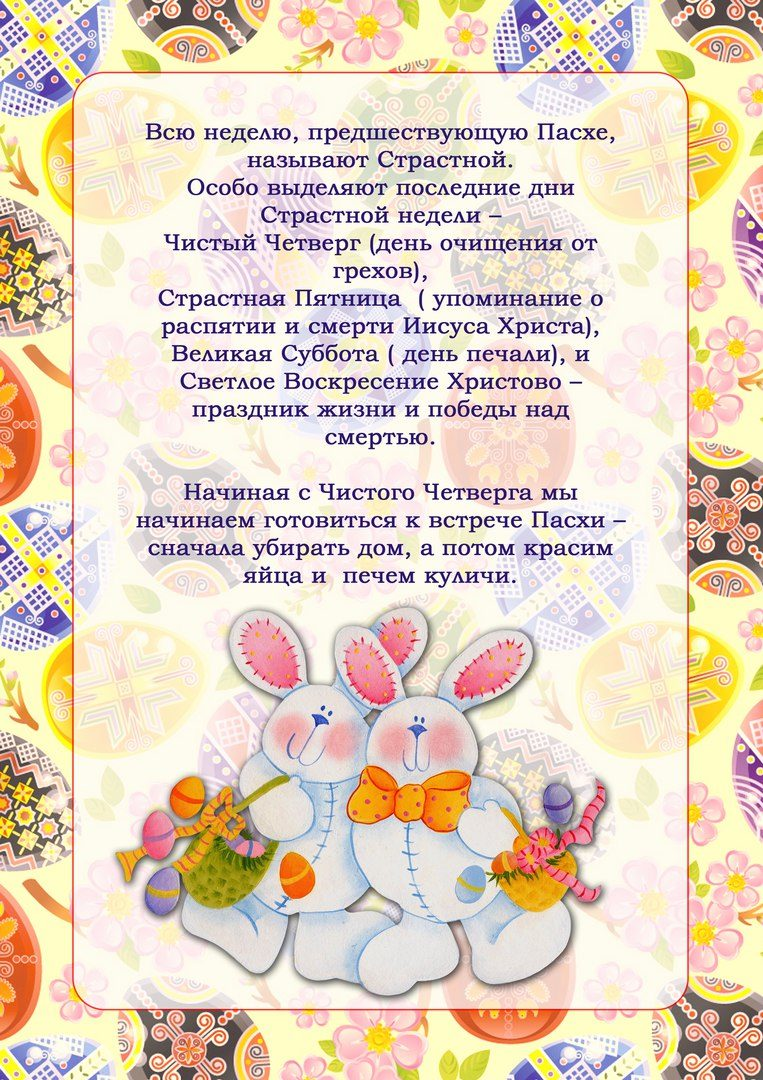 Всю неделю, предшествующую Пасхе,
называют Страстной.
Особо выделяют последние дни
Страстной недели –
Чистый Четверг (день очищения от
грехов),
Страстная Пятница  ( упоминание о
распятии и смерти Иисуса Христа),
Великая Суббота ( день печали), и
Светлое Воскресение Христово –
праздник жизни и победы над
смертью.
Начиная с Чистого Четверга мы
начинаем готовиться к встрече Пасхи –
сначала убирать дом, а потом красим
яйца и  печем куличи.